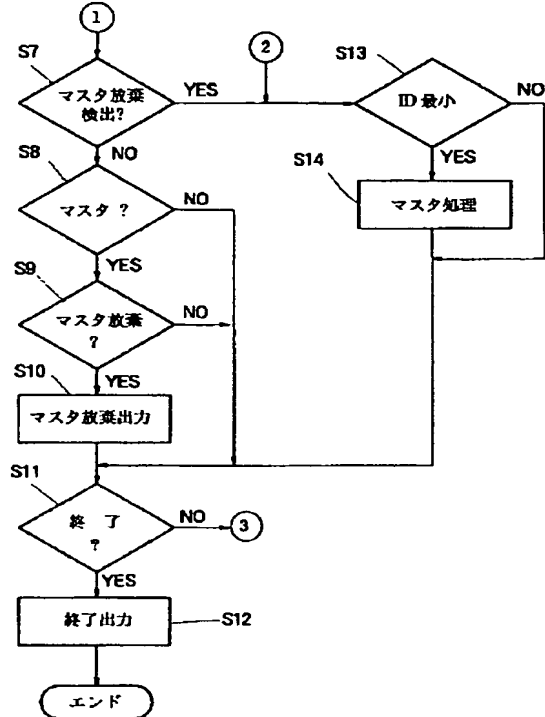 1
S7
マスタ放棄
検出?
YES
NO
2
S13
ID 最小
NO
YES
S14
マスタ処理
S8
マスタ ?
NO
YES
S9
マスタ放棄
?
NO
YES
S10
マスタ放棄出力
S11
終 了
?
NO
3
YES
終了出力
S12
エンド